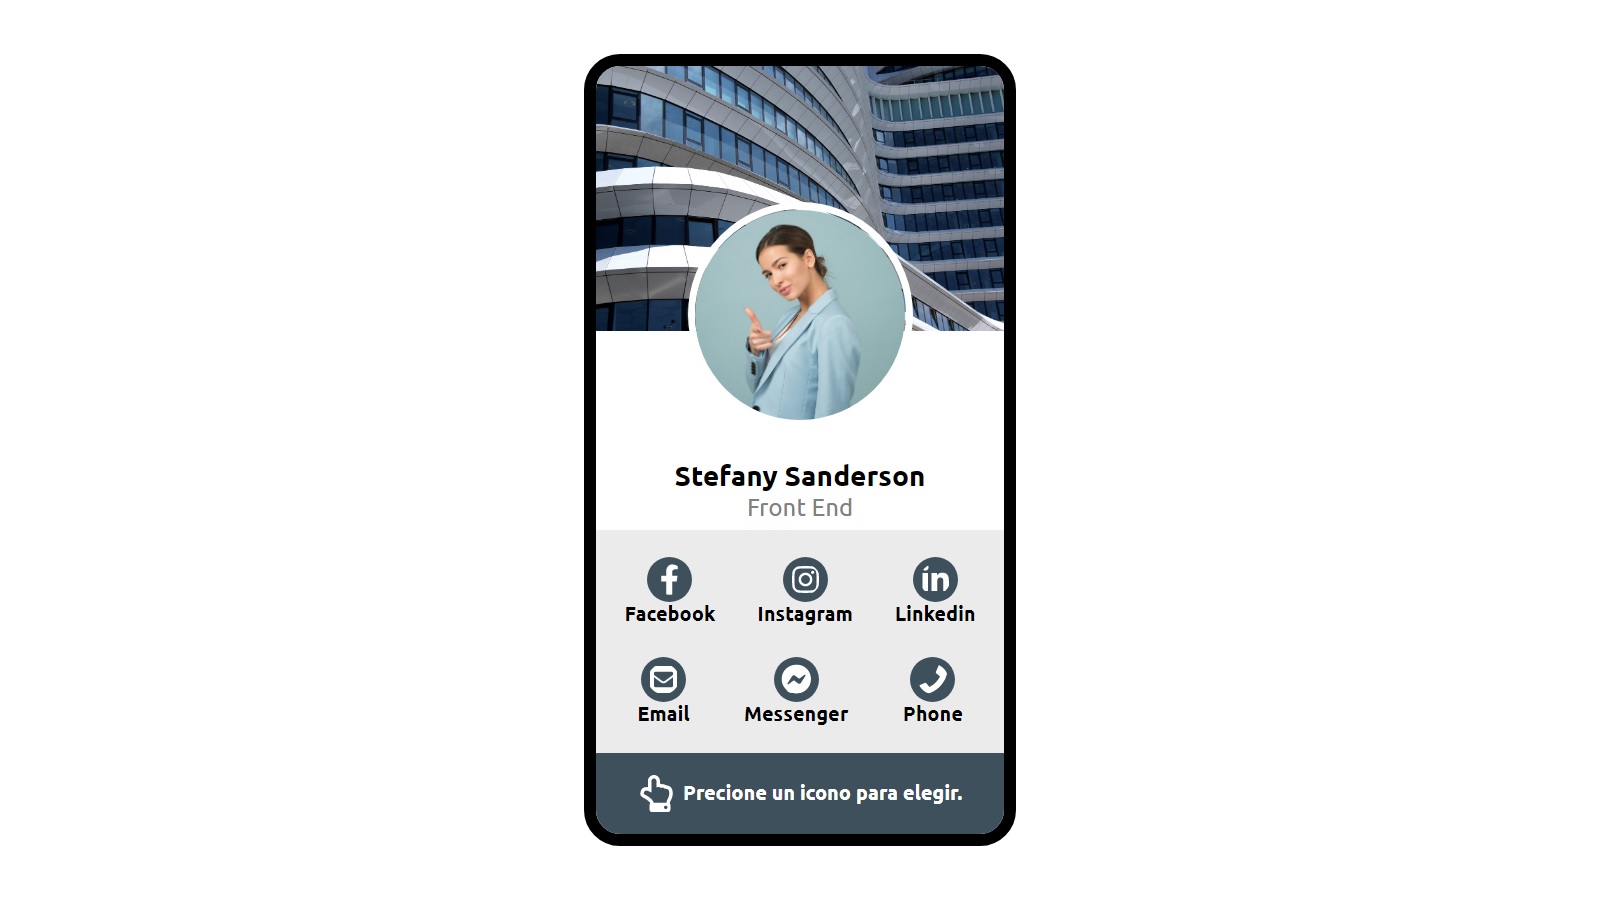 Stefany Sanderson
Front End
Facebook Instagram Linkedin
Email Messenger Phone
Precione un icono para elegir.